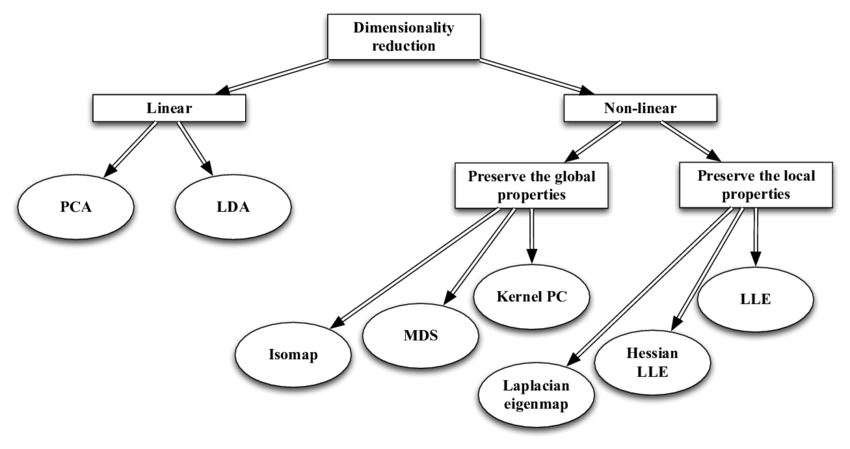 Dimensionality
reduction
Linear
Non-linear
Preserve the global
properties
Preserve the local
properties
PCA
LDA
Kernel PC
LLE
MDS
Isomap
Hessian
LLE
Laplacian
eigenmap